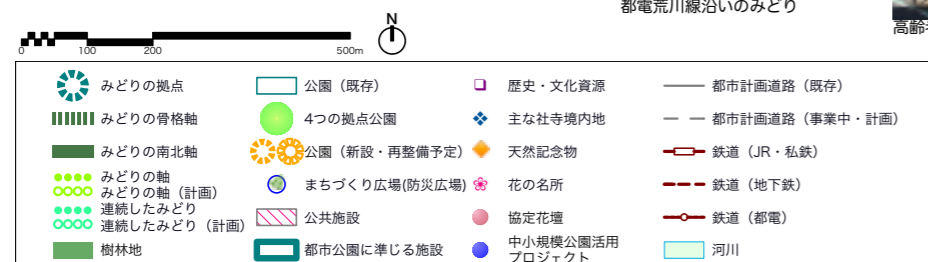 都電荒川線沿いのみどり
高齢者
N
0 100 200 500m
みどりの拠点
みどりの骨格軸
みどりの南北軸
みどりの軸
みどりの軸（計画）
連続したみどり
連続したみどり（計画）
樹林地
公園（既存）
4つの拠点公園
公園（新設・再整備予定）
まちづくり広場(防災広場)
公共施設
都市公園に準じる施設
歴史・文化資源
主な社寺境内地
天然記念物
花の名所
協定花壇
中小規模公園活用
プロジェクト
都市計画道路（既存）
都市計画道路（事業中・計画）
鉄道（JR・私鉄）
鉄道（地下鉄）
鉄道（都電）
河川